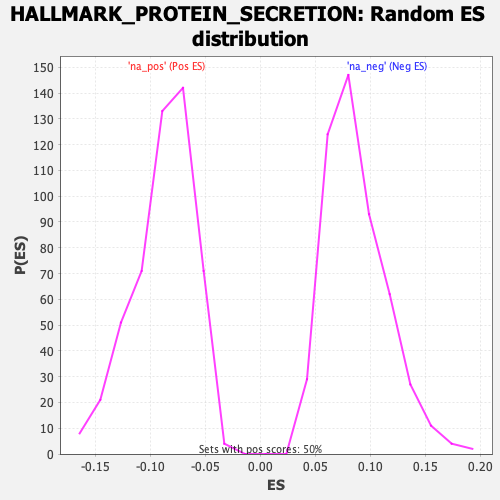 HALLMARK_PROTEIN_SECRETION: Random ES
distribution
'na_pos' (Pos ES)
'na_neg' (Neg ES)
150
140
130
120
110
100
90
80
70
60
50
40
30
20
10
0
P(ES)
Sets with pos scores: 50%
-0.15 -0.10 -0.05 0.00 0.05 0.10 0.15 0.20
ES